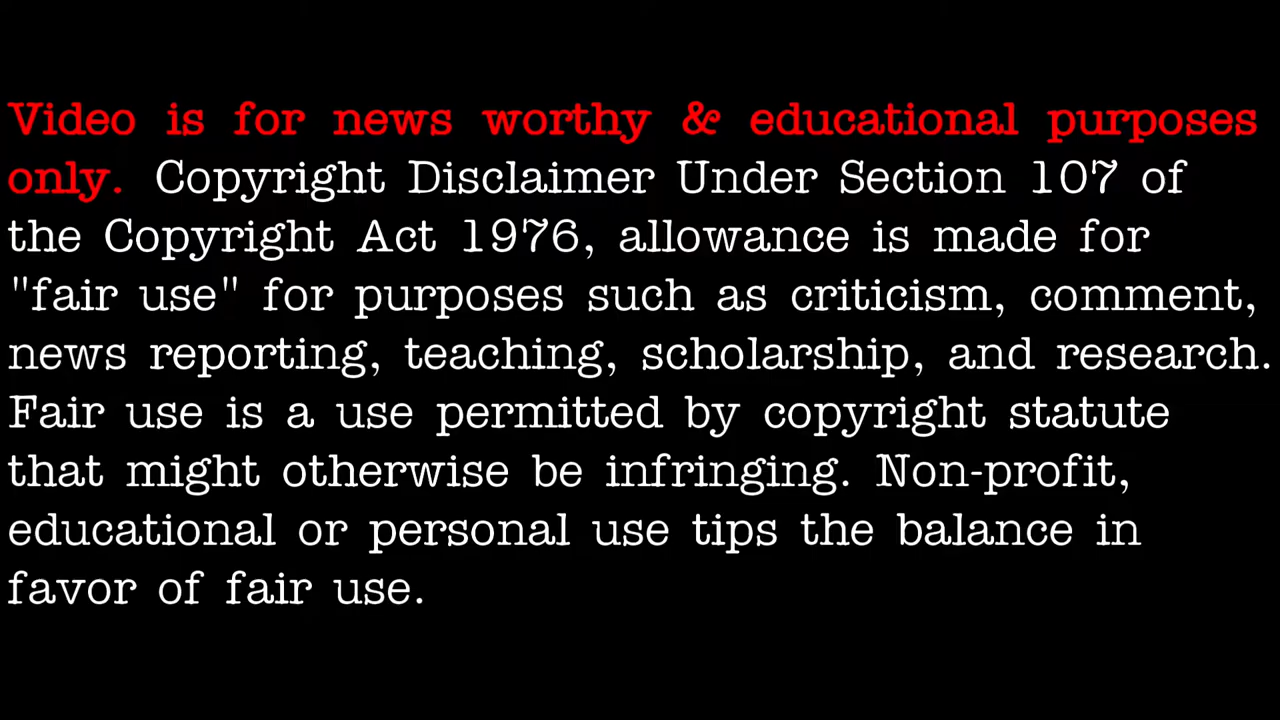 Video is for news worthy & educational purposes
only. Copyright Disclaimer Under Section 107 of
the Copyright Act 1976, allowance is made for
"fair use" for purposes such as criticism, comment,
news reporting, teaching, scholarship, and research.
Fair use is a use permitted by copyright statute
that might otherwise be infringing. Non-profit,
educational or personal use tips the balance in
favor of fair use.